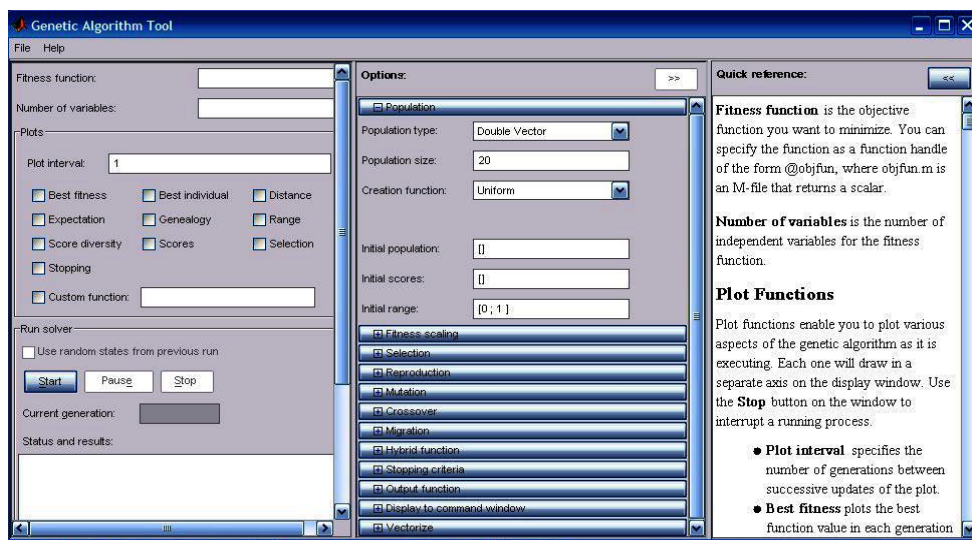 Genetic Algorithm Tool
File Help
Fitness function:
Number of variables:
Plots
Plot interval: 1
Best fitness Best individual Distance
Expectation Genealogy Range
Score diversity Scores Selection
Stopping
Custom function:
Run solver
Use random states from previous run
Start Pause Stop
Current generation:
Status and results:
Options: >>
Population
Population type: Double Vector
Population size: 20
Creation function: Uniform
Initial population: []
Initial scores: []
Initial range: [0 ; 1 ]
Fitness scaling
Selection
Reproduction
Mutation
Crossover
Migration
Hybrid function
Stopping criteria
Output function
Display to command window
Vectorize
Quick reference: <<
Fitness function is the objective
function you want to minimize. You can
specify the function as a function handle
of the form @objfun, where objfun.m is
an M-file that returns a scalar.
Number of variables is the number of
independent variables for the fitness
function.
Plot Functions
Plot functions enable you to plot various
aspects of the genetic algorithm as it is
executing. Each one will draw in a
separate axis on the display window. Use
the Stop button on the window to
interrupt a running process.
● Plot interval specifies the
number of generations between
successive updates of the plot.
● Best fitness plots the best
function value in each generation